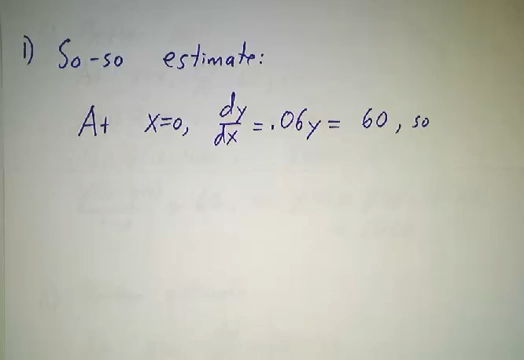 1) So-so estimate:
At x=0, dy/dx = .06y = 60, so